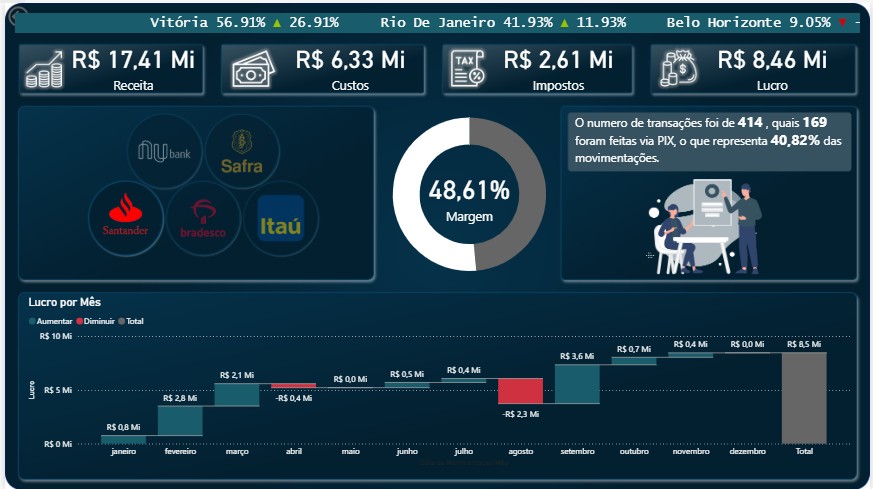 Vitória 56.91% ▲ 26.91% Rio De Janeiro 41.93% ▲ 11.93% Belo Horizonte 9.05% ▼ -
R$ 17,41 Mi
Receita
R$ 6,33 Mi
Custos
TAX
R$ 2,61 Mi
Impostos
R$ 8,46 Mi
Lucro
nu bank
Safra
Santander
bradesco
Itaú
48,61%
Margem
O numero de transações foi de 414 , quais 169
foram feitas via PIX, o que representa 40,82% das
movimentações.
Lucro por Mês
Aumentar Diminuir Total
R$ 10 Mi
R$ 5 Mi
R$ 0 Mi
Lucro
R$ 0,8 Mi
R$ 2,8 Mi
R$ 2,1 Mi
-R$ 0,4 Mi
R$ 0,0 Mi
R$ 0,5 Mi
R$ 0,4 Mi
-R$ 2,3 Mi
R$ 3,6 Mi
R$ 0,7 Mi
R$ 0,4 Mi
R$ 0,0 Mi
R$ 8,5 Mi
janeiro fevereiro março abril maio junho julho agosto setembro outubro novembro dezembro Total